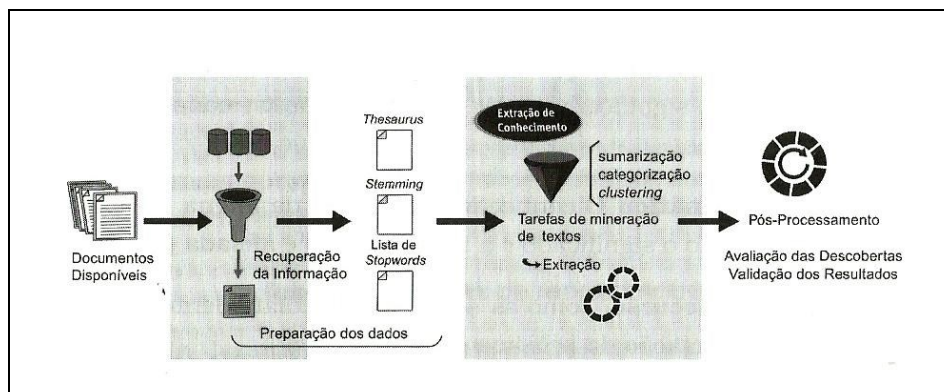 Documentos
Disponíveis
Recuperação
da Informação
Thesaurus
Stemming
Lista de
Stopwords
Preparação dos dados
Extração de
Conhecimento
sumarização
categorização
clustering
Tarefas de mineração
de textos
Extração
Pós-Processamento
Avaliação das Descobertas
Validação dos Resultados